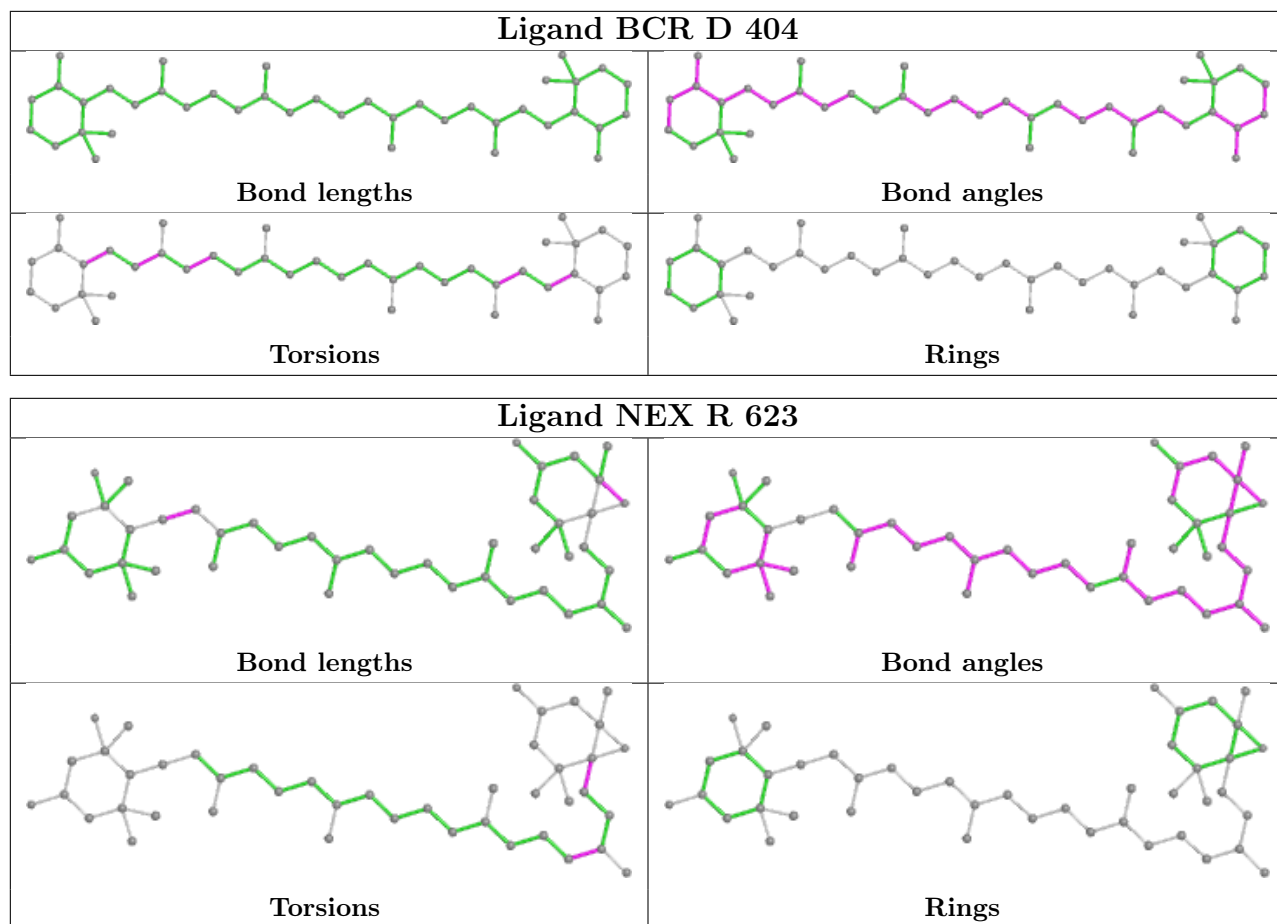 Ligand BCR D 404
Bond lengths
Bond angles
Torsions
Rings
Ligand NEX R 623
Bond lengths
Bond angles
Torsions
Rings